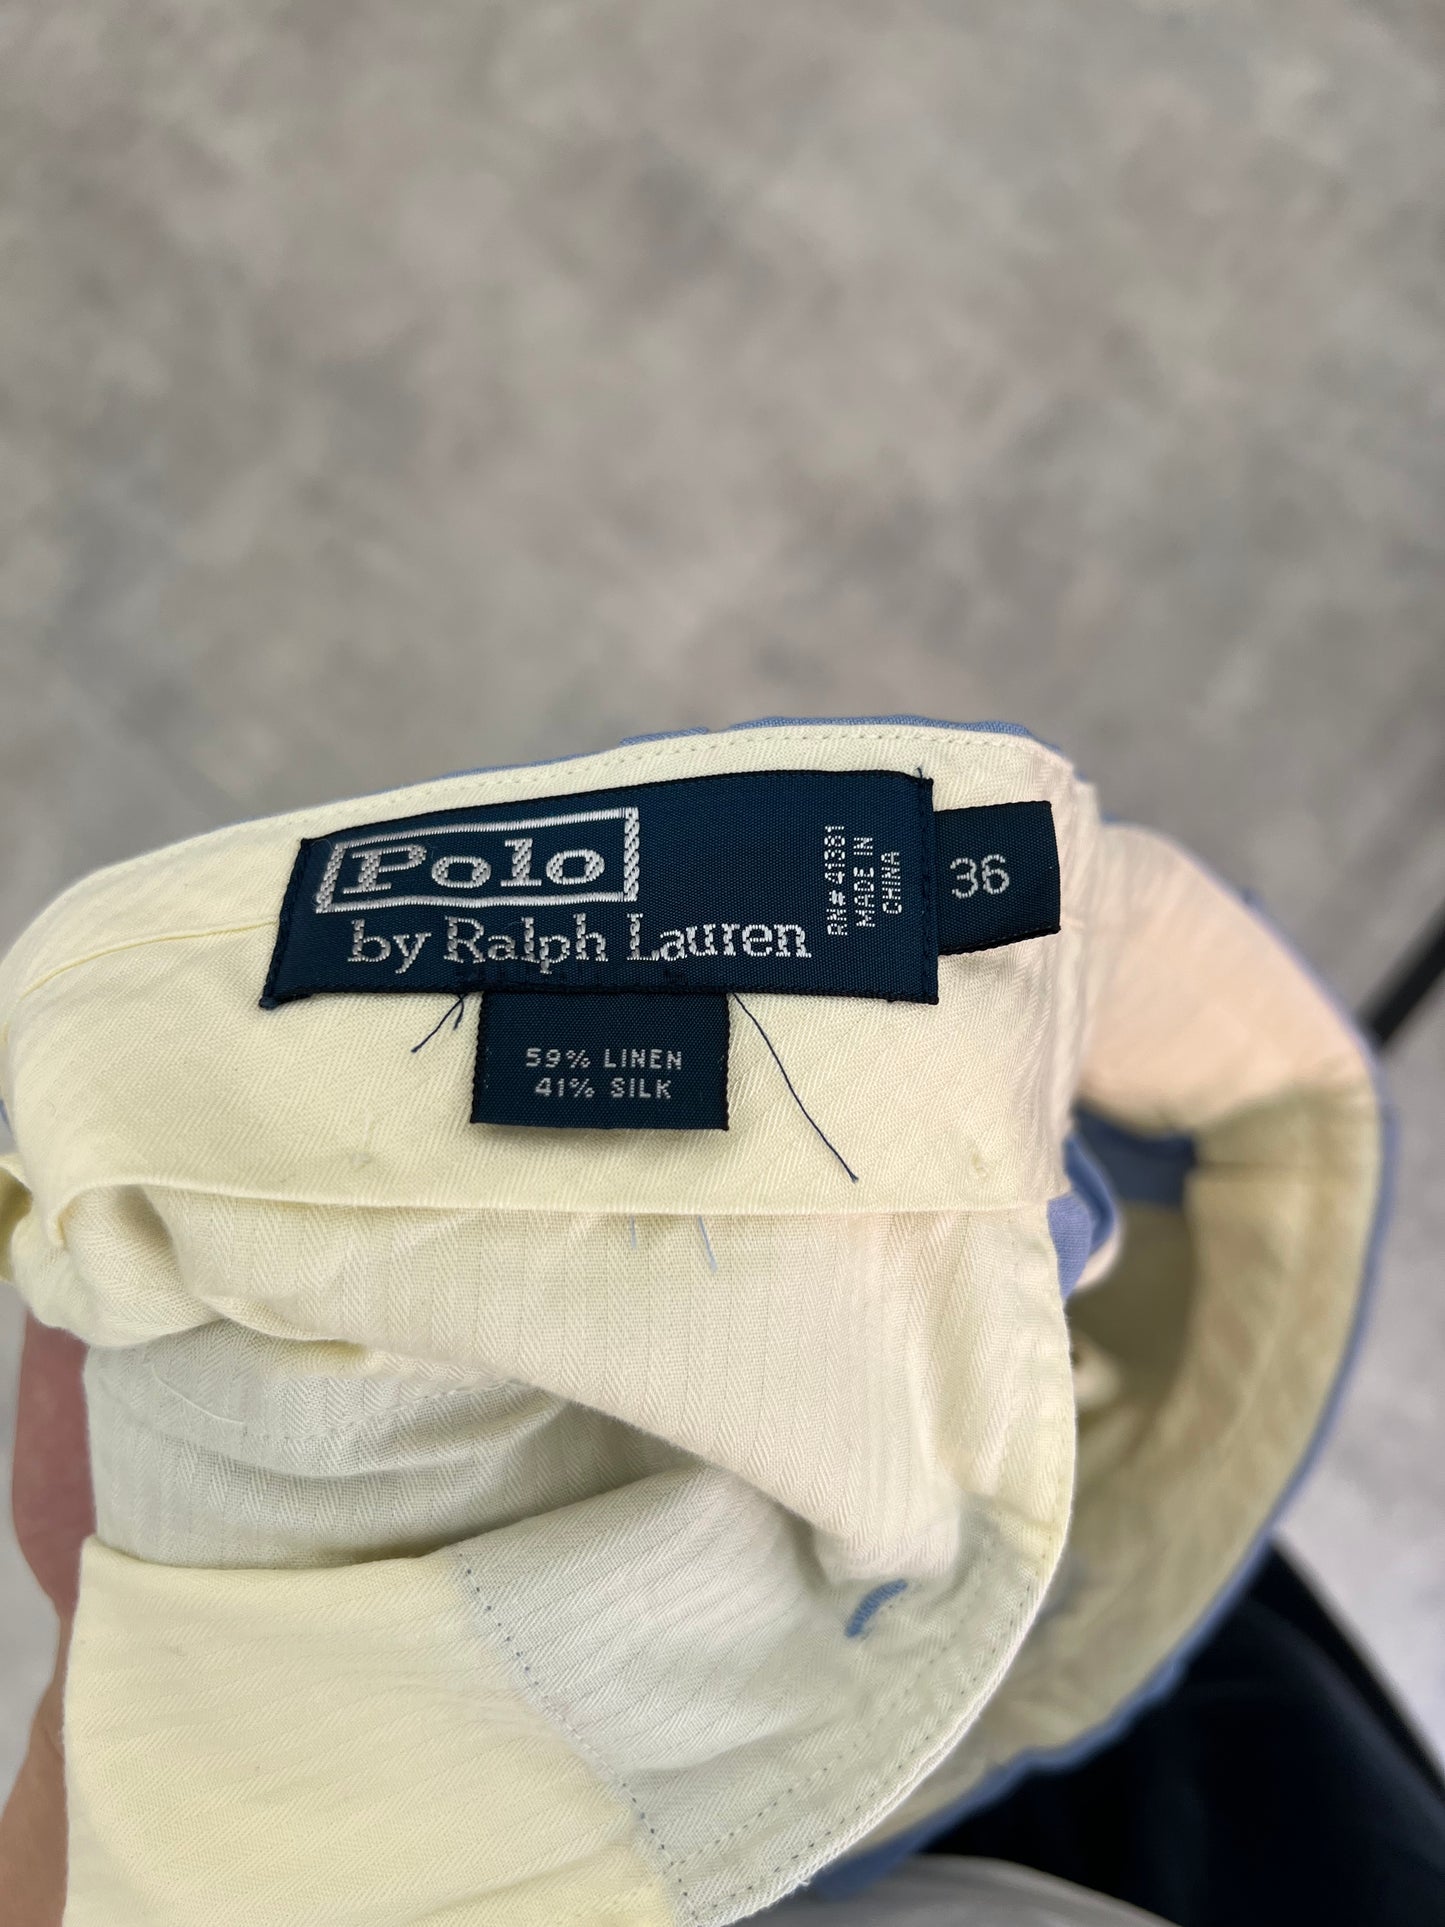 Polo
by Ralph Lauren
RN# 41381
MADE IN
CHINA
36
59% LINEN
41% SILK